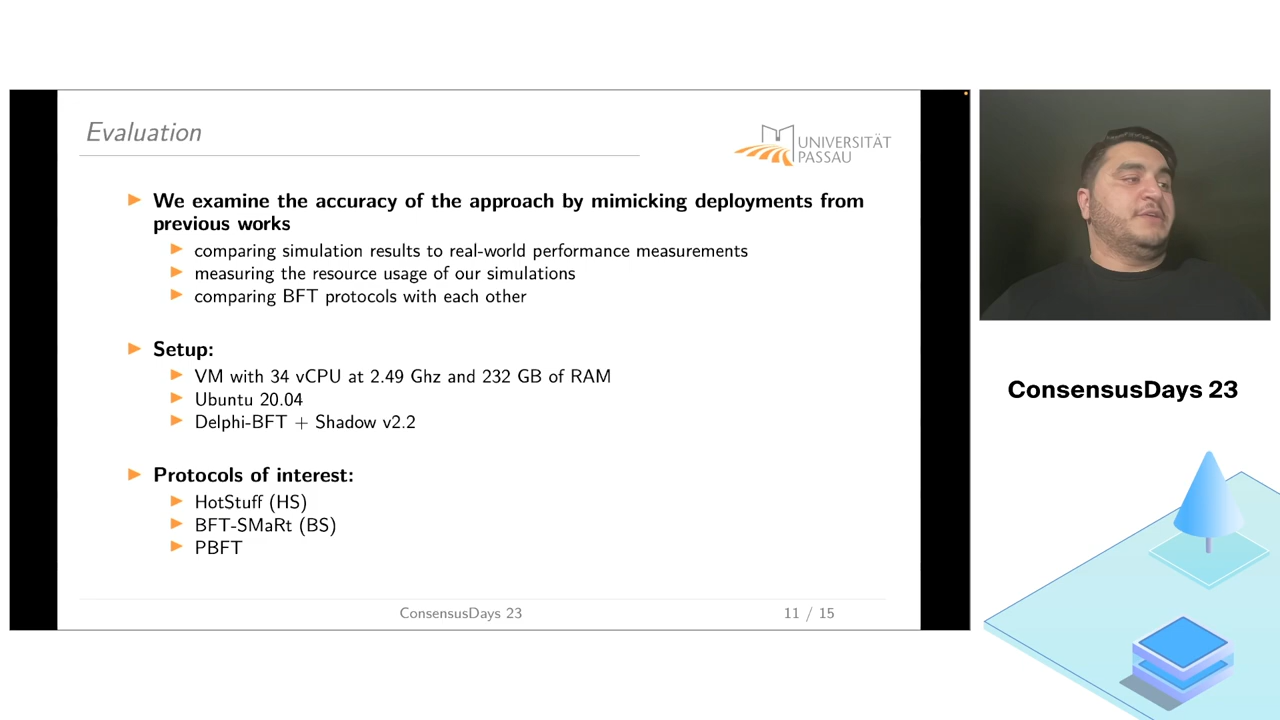 Evaluation
UNIVERSITÄT
PASSAU
We examine the accuracy of the approach by mimicking deployments from
previous works
comparing simulation results to real-world performance measurements
measuring the resource usage of our simulations
comparing BFT protocols with each other
Setup:
VM with 34 vCPU at 2.49 Ghz and 232 GB of RAM
Ubuntu 20.04
Delphi-BFT + Shadow v2.2
Protocols of interest:
HotStuff (HS)
BFT-SMaRt (BS)
PBFT
ConsensusDays 23
11 / 15
ConsensusDays 23